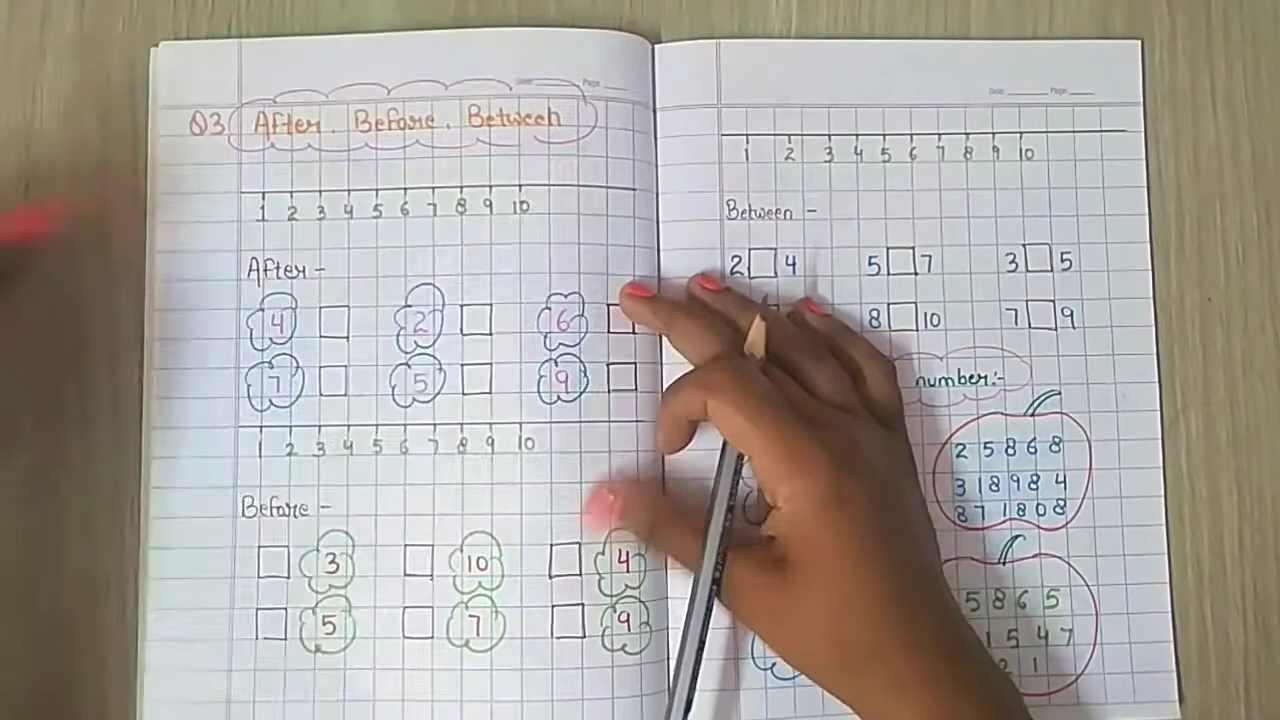 Date: Page:
Q3 After, Before, Between
1 2 3 4 5 6 7 8 9 10
After -
4 2 6
7 5 9
1 2 3 4 5 6 7 8 9 10
Before -
3 10 4
5 7 9
Date: Page:
1 2 3 4 5 6 7 8 9 10
Between -
2 4 5 7 3 5
8 10 7 9
number:-
2 5 8 6 8
3 1 8 9 8 4
8 7 1 8 0 8
5 8 6 5
1 5 4 7
2 1